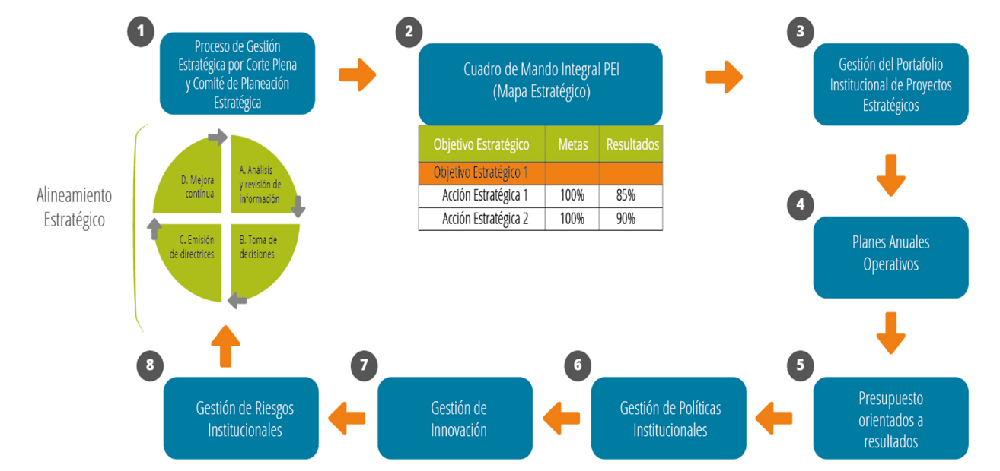 1
Proceso de Gestión
Estratégica por Corte Plena
y Comité de Planeación
Estratégica
2
Cuadro de Mando Integral PEI
(Mapa Estratégico)
3
Gestión del Portafolio
Institucional de Proyectos
Estratégicos
Objetivo Estratégico Metas Resultados
Objetivo Estratégico 1
Acción Estratégica 1 100% 85%
Acción Estratégica 2 100% 90%
Alineamiento
Estratégico
A. Análisis
y revisión de
información
B. Toma de
decisiones
C. Emisión
de directrices
D. Mejora
continua
4
Planes Anuales
Operativos
5
Presupuesto
orientados a
resultados
6
Gestión de Políticas
Institucionales
7
Gestión de
Innovación
8
Gestión de Riesgos
Institucionales